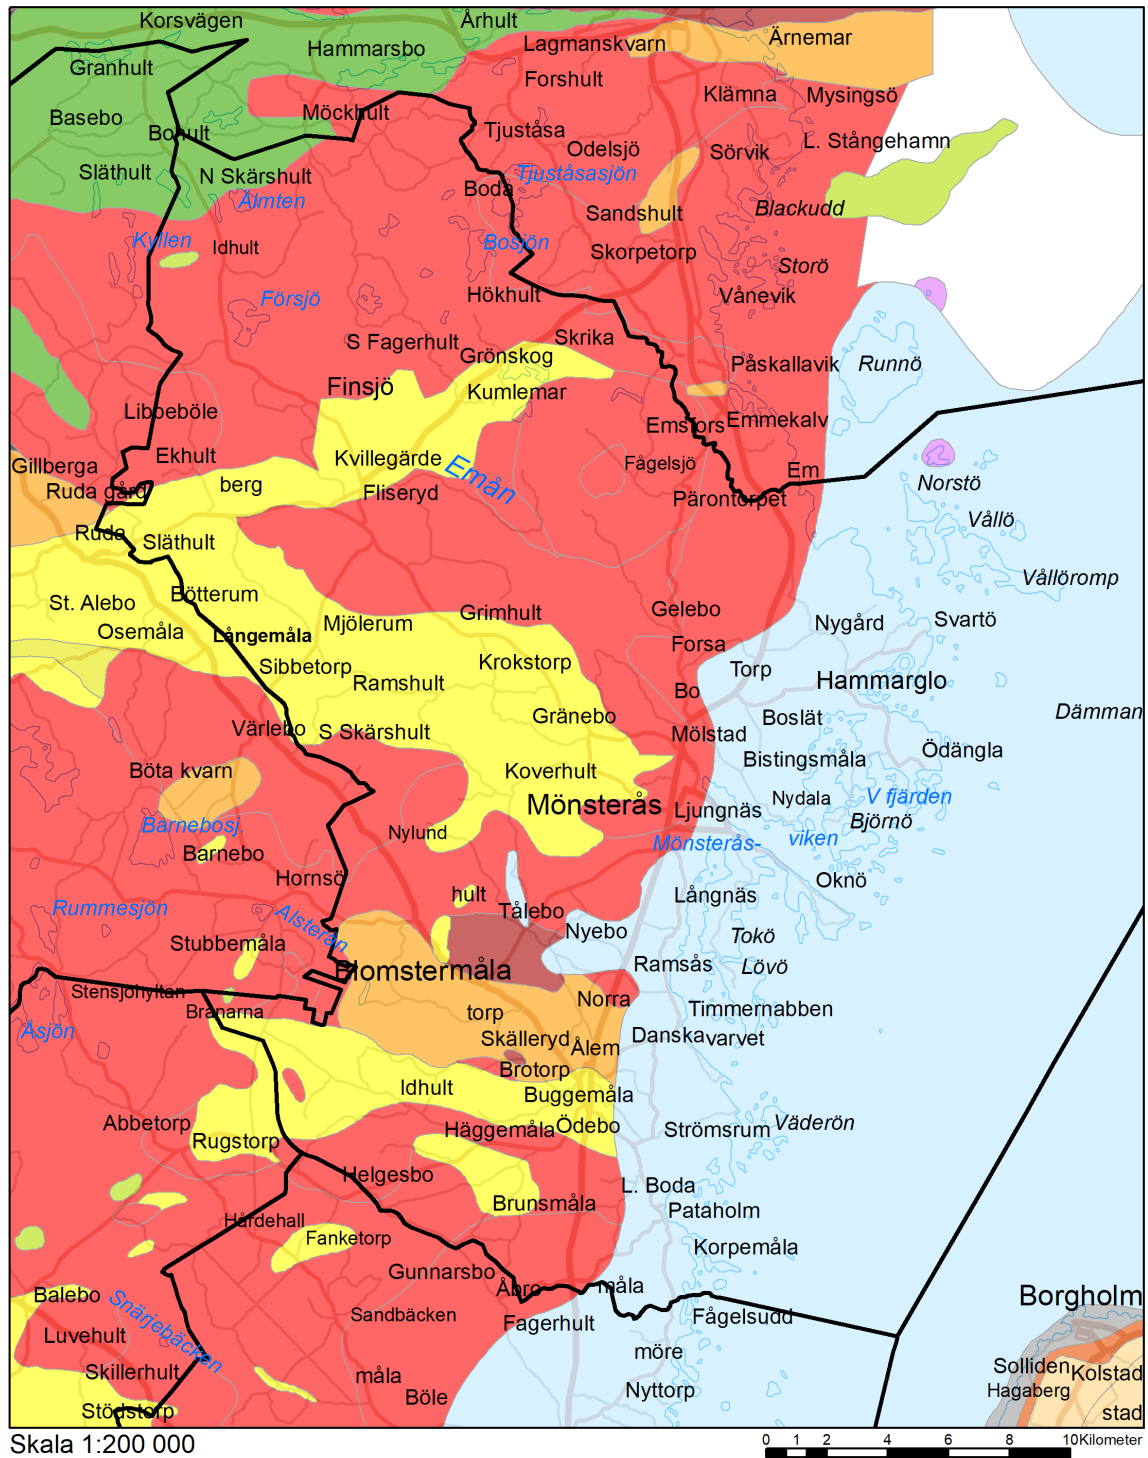 Korsvägen
Århult
Hammarsbo
Lagmanskvarn
Ärnemar
Granhult
Forshult
Klämna
Mysingsö
Möckhult
Basebo
Bohult
Tjuståsa
L. Stångehamn
Odelsjö
Sörvik
Släthult
N Skärshult
Tjuståsasjön
Boda
Älmten
Sandshult
Blackudd
Kyllen
Idhult
Bosjön
Skorpetorp
Storö
Försjö
Hökhult
Vånevik
S Fagerhult
Skrika
Grönskog
Påskallavik
Runnö
Finsjö
Kumlemar
Libbeböle
Emsfors
Emmekalv
Ekhult
Kvillegärde
Gillberga
Fågelsjö
Em
Emån
berg
Norstö
Ruda gård
Fliseryd
Pärontorpet
Vållö
Ruda
Släthult
Vållöromp
Bötterum
St. Alebo
Grimhult
Gelebo
Svartö
Mjölerum
Nygård
Osemåla
Långemåla
Forsa
Sibbetorp
Krokstorp
Torp
Ramshult
Hammarglo
Bo
Dämman
Gränebo
Boslät
Värlebo
S Skärshult
Mölstad
Ödängla
Bistingsmåla
Böta kvarn
Koverhult
Nydala
V fjärden
Mönsterås
Ljungnäs
Björnö
Barnebosj.
Nylund
Mönsterås-
viken
Barnebo
Hornsö
Oknö
hult
Långnäs
Rummesjön
Tålebo
Alsterån
Nyebo
Tokö
Stubbemåla
Ramsås
Lövö
Blomstermåla
Stensjöhyltan
Norra
Timmernabben
Branarna
torp
Åsjön
Skälleryd
Danskavarvet
Ålem
Brotorp
Idhult
Buggemåla
Abbetorp
Häggemåla
Ödebo
Strömsrum
Väderön
Rugstorp
Helgesbo
L. Boda
Brunsmåla
Pataholm
Hårdehall
Fanketorp
Korpemåla
Gunnarsbo
Åbro
måla
Balebo
Borgholm
Snärjebäcken
Sandbäcken
Fagerhult
Fågelsudd
Luvehult
möre
Solliden
Skillerhult
måla
Kolstad
Nyttorp
Hagaberg
Böle
Stödstorp
stad
Skala 1:200 000
0 1 2 4 6 8 10 Kilometer